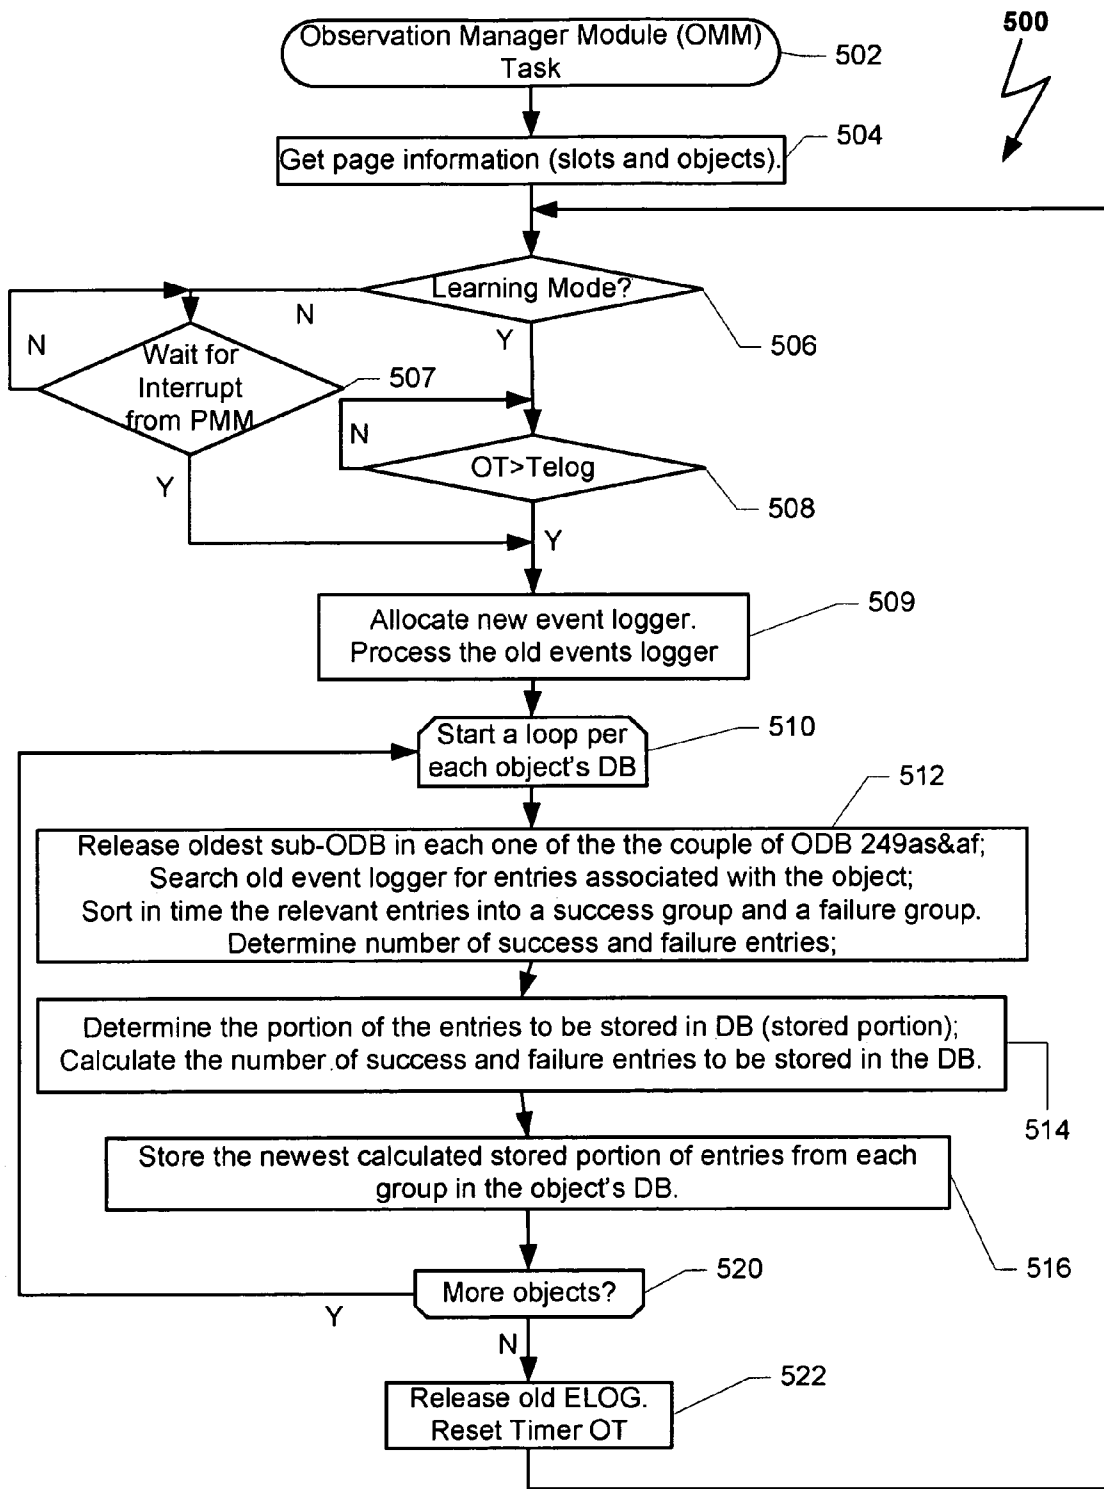 Observation Manager Module (OMM)
Task
502
500
Get page information (slots and objects).
504
Learning Mode?
506
N
Y
N
Wait for
Interrupt
from PMM
507
Y
N
OT>Telog
508
Y
Allocate new event logger.
Process the old events logger
509
Start a loop per
each object's DB
510
512
Release oldest sub-ODB in each one of the the couple of ODB 249as&af;
Search old event logger for entries associated with the object;
Sort in time the relevant entries into a success group and a failure group.
Determine number of success and failure entries;
Determine the portion of the entries to be stored in DB (stored portion);
Calculate the number of success and failure entries to be stored in the DB.
514
Store the newest calculated stored portion of entries from each
group in the object's DB.
516
More objects?
520
Y
N
Release old ELOG.
Reset Timer OT
522